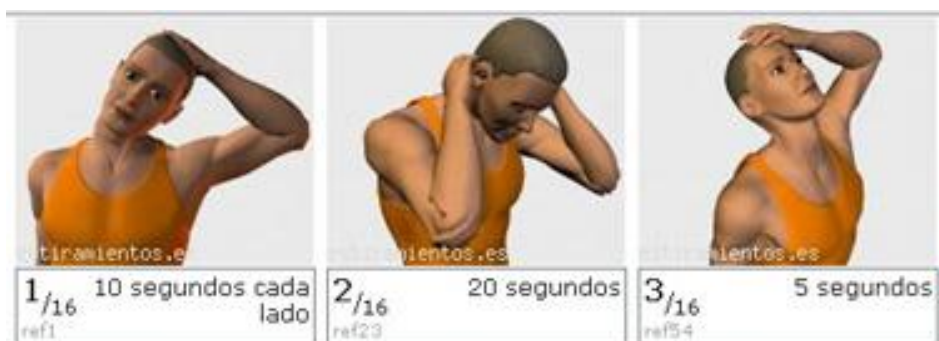 estiramientos.es
estiramientos.es
estiramientos.es
1/16 10 segundos cada
lado
ref1
2/16 20 segundos
ref23
3/16 5 segundos
ref54